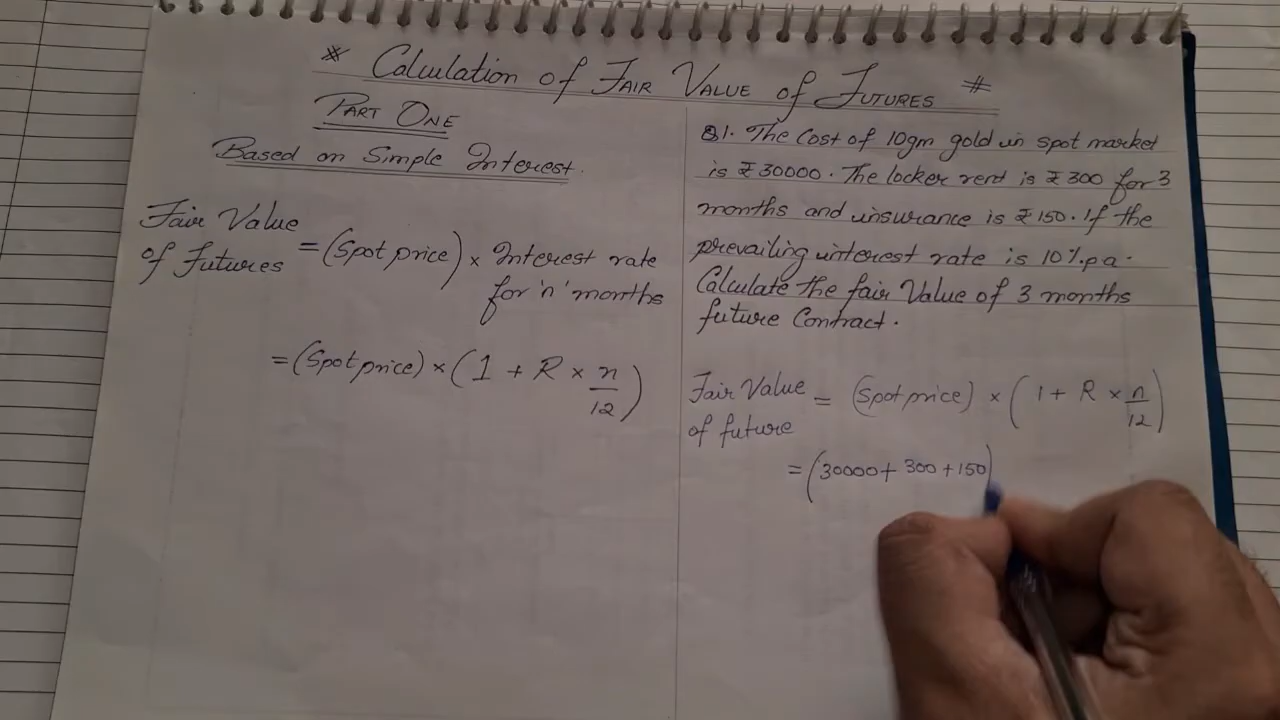 * Calculation of FAIR VALUE of FUTURES #
PART ONE
Based on Simple Interest.
Fair Value
of Futures = (Spot price) × Interest rate
for 'n' months
= (Spot price) × (1 + R × n/12)
Q1. The Cost of 10gm gold in spot market
is ₹30000. The locker rent is ₹300 for 3
months and insurance is ₹150. If the
prevailing interest rate is 10% pa.
Calculate the fair Value of 3 months
future Contract.
Fair Value
of future = (Spot price) × (1 + R × n/12)
= (30000 + 300 + 150)